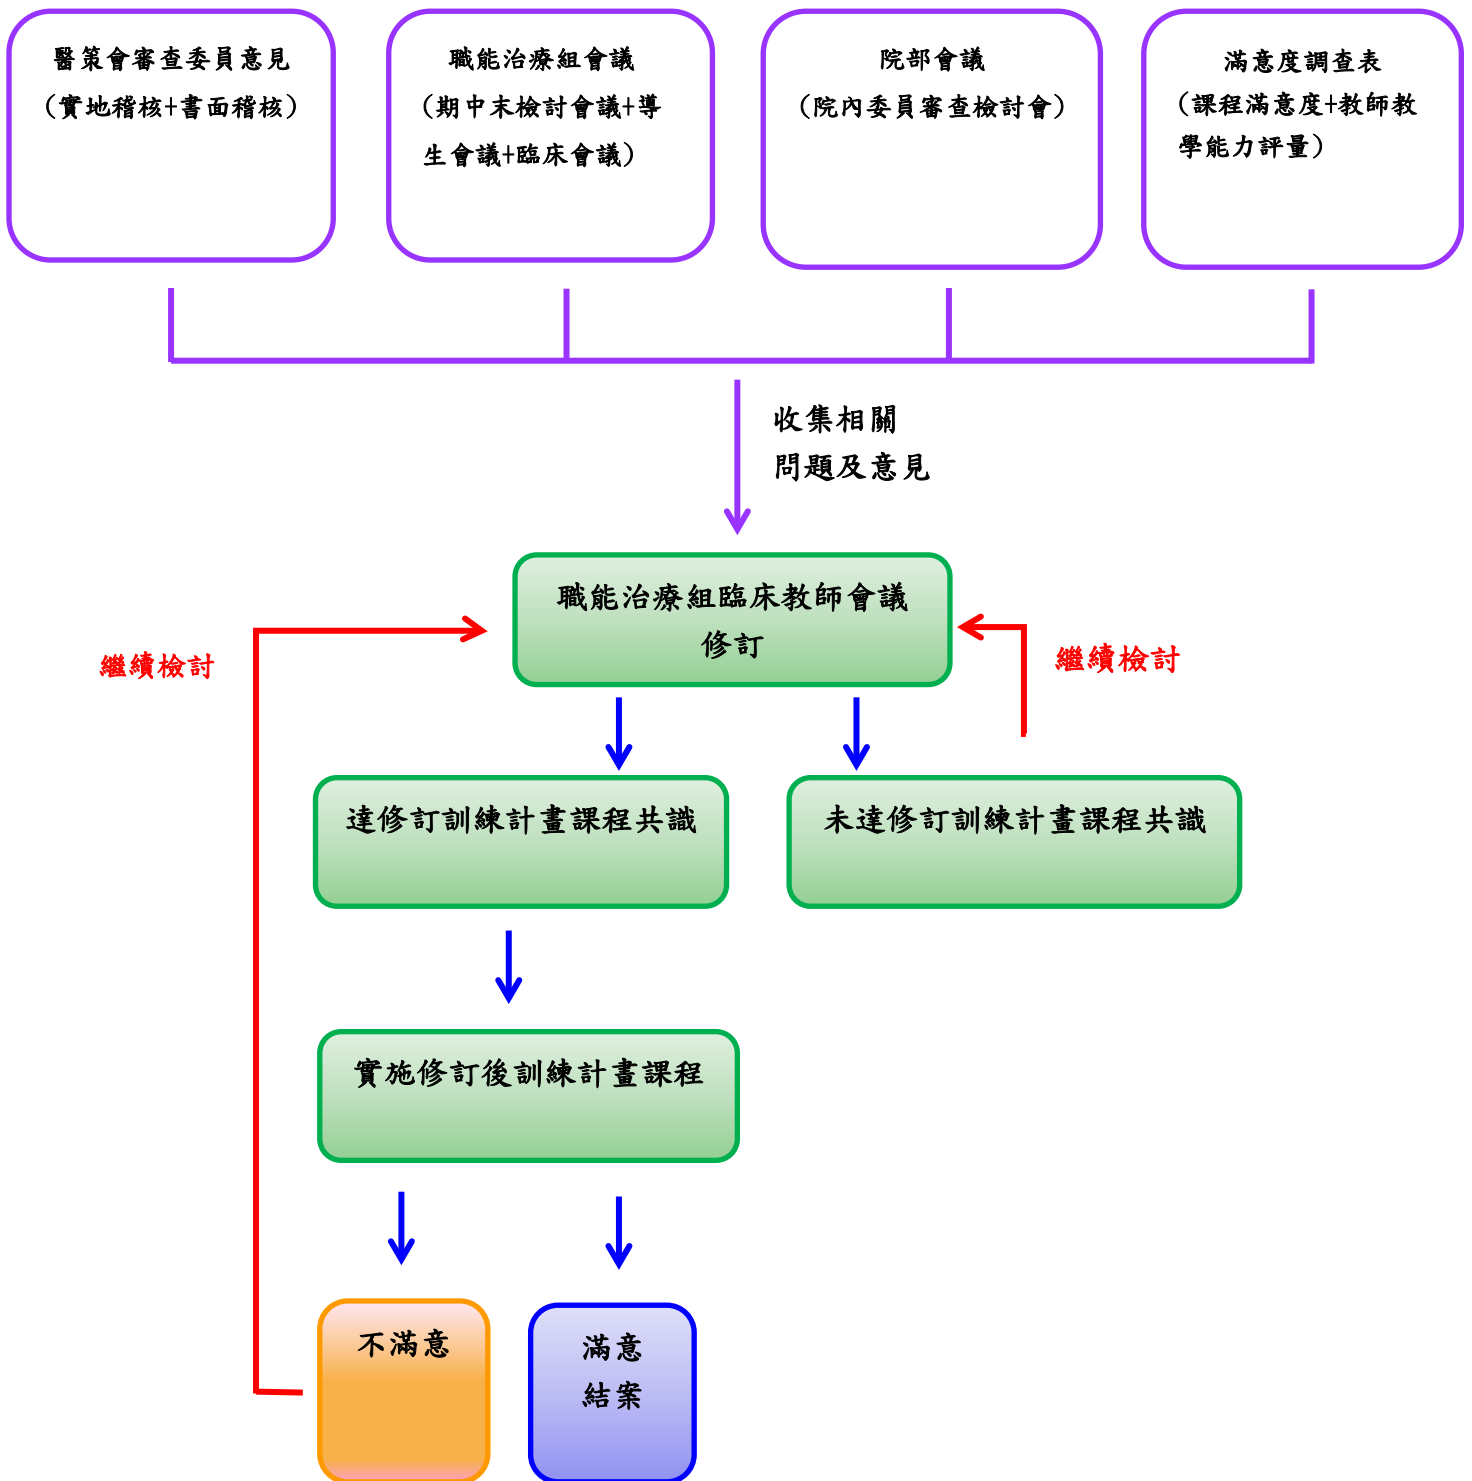 醫策會審查委員意見
(實地稽核+書面稽核)
職能治療組會議
(期中末檢討會議+導
生會議+臨床會議)
院部會議
(院內委員審查檢討會)
滿意度調查表
(課程滿意度+教師教
學能力評量)
收集相關
問題及意見
職能治療組臨床教師會議
修訂
繼續檢討
繼續檢討
達修訂訓練計畫課程共識
未達修訂訓練計畫課程共識
實施修訂後訓練計畫課程
不滿意
滿意
結案